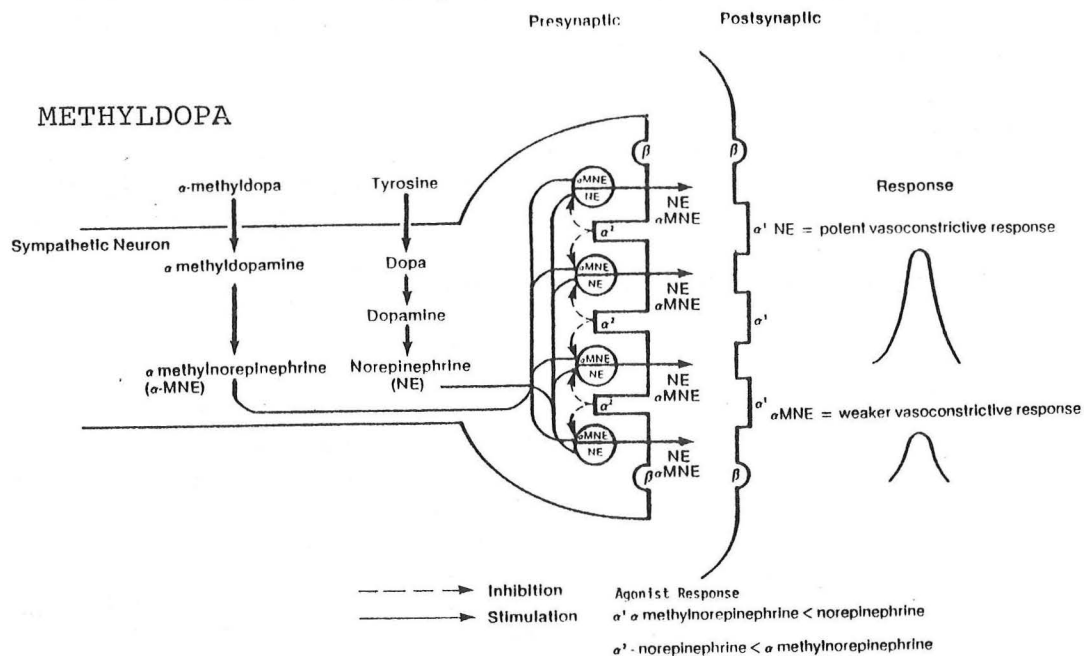 Presynaptic Postsynaptic
METHYLDOPA
α-methyldopa Tyrosine
Sympathetic Neuron
α methyldopamine
Dopa
Dopamine
α methylnorepinephrine
(α-MNE)
Norepinephrine
(NE)
β β
αMNE
NE
NE
αMNE
α²
αMNE
NE
NE
αMNE
α²
αMNE
NE
NE
αMNE
α²
αMNE
NE
NE
αMNE
β β
Response
α¹ NE = potent vasoconstrictive response
α¹
α¹
αMNE = weaker vasoconstrictive response
Inhibition
Stimulation
Agonist Response
α¹ α methylnorepinephrine < norepinephrine
α² - norepinephrine < α methylnorepinephrine